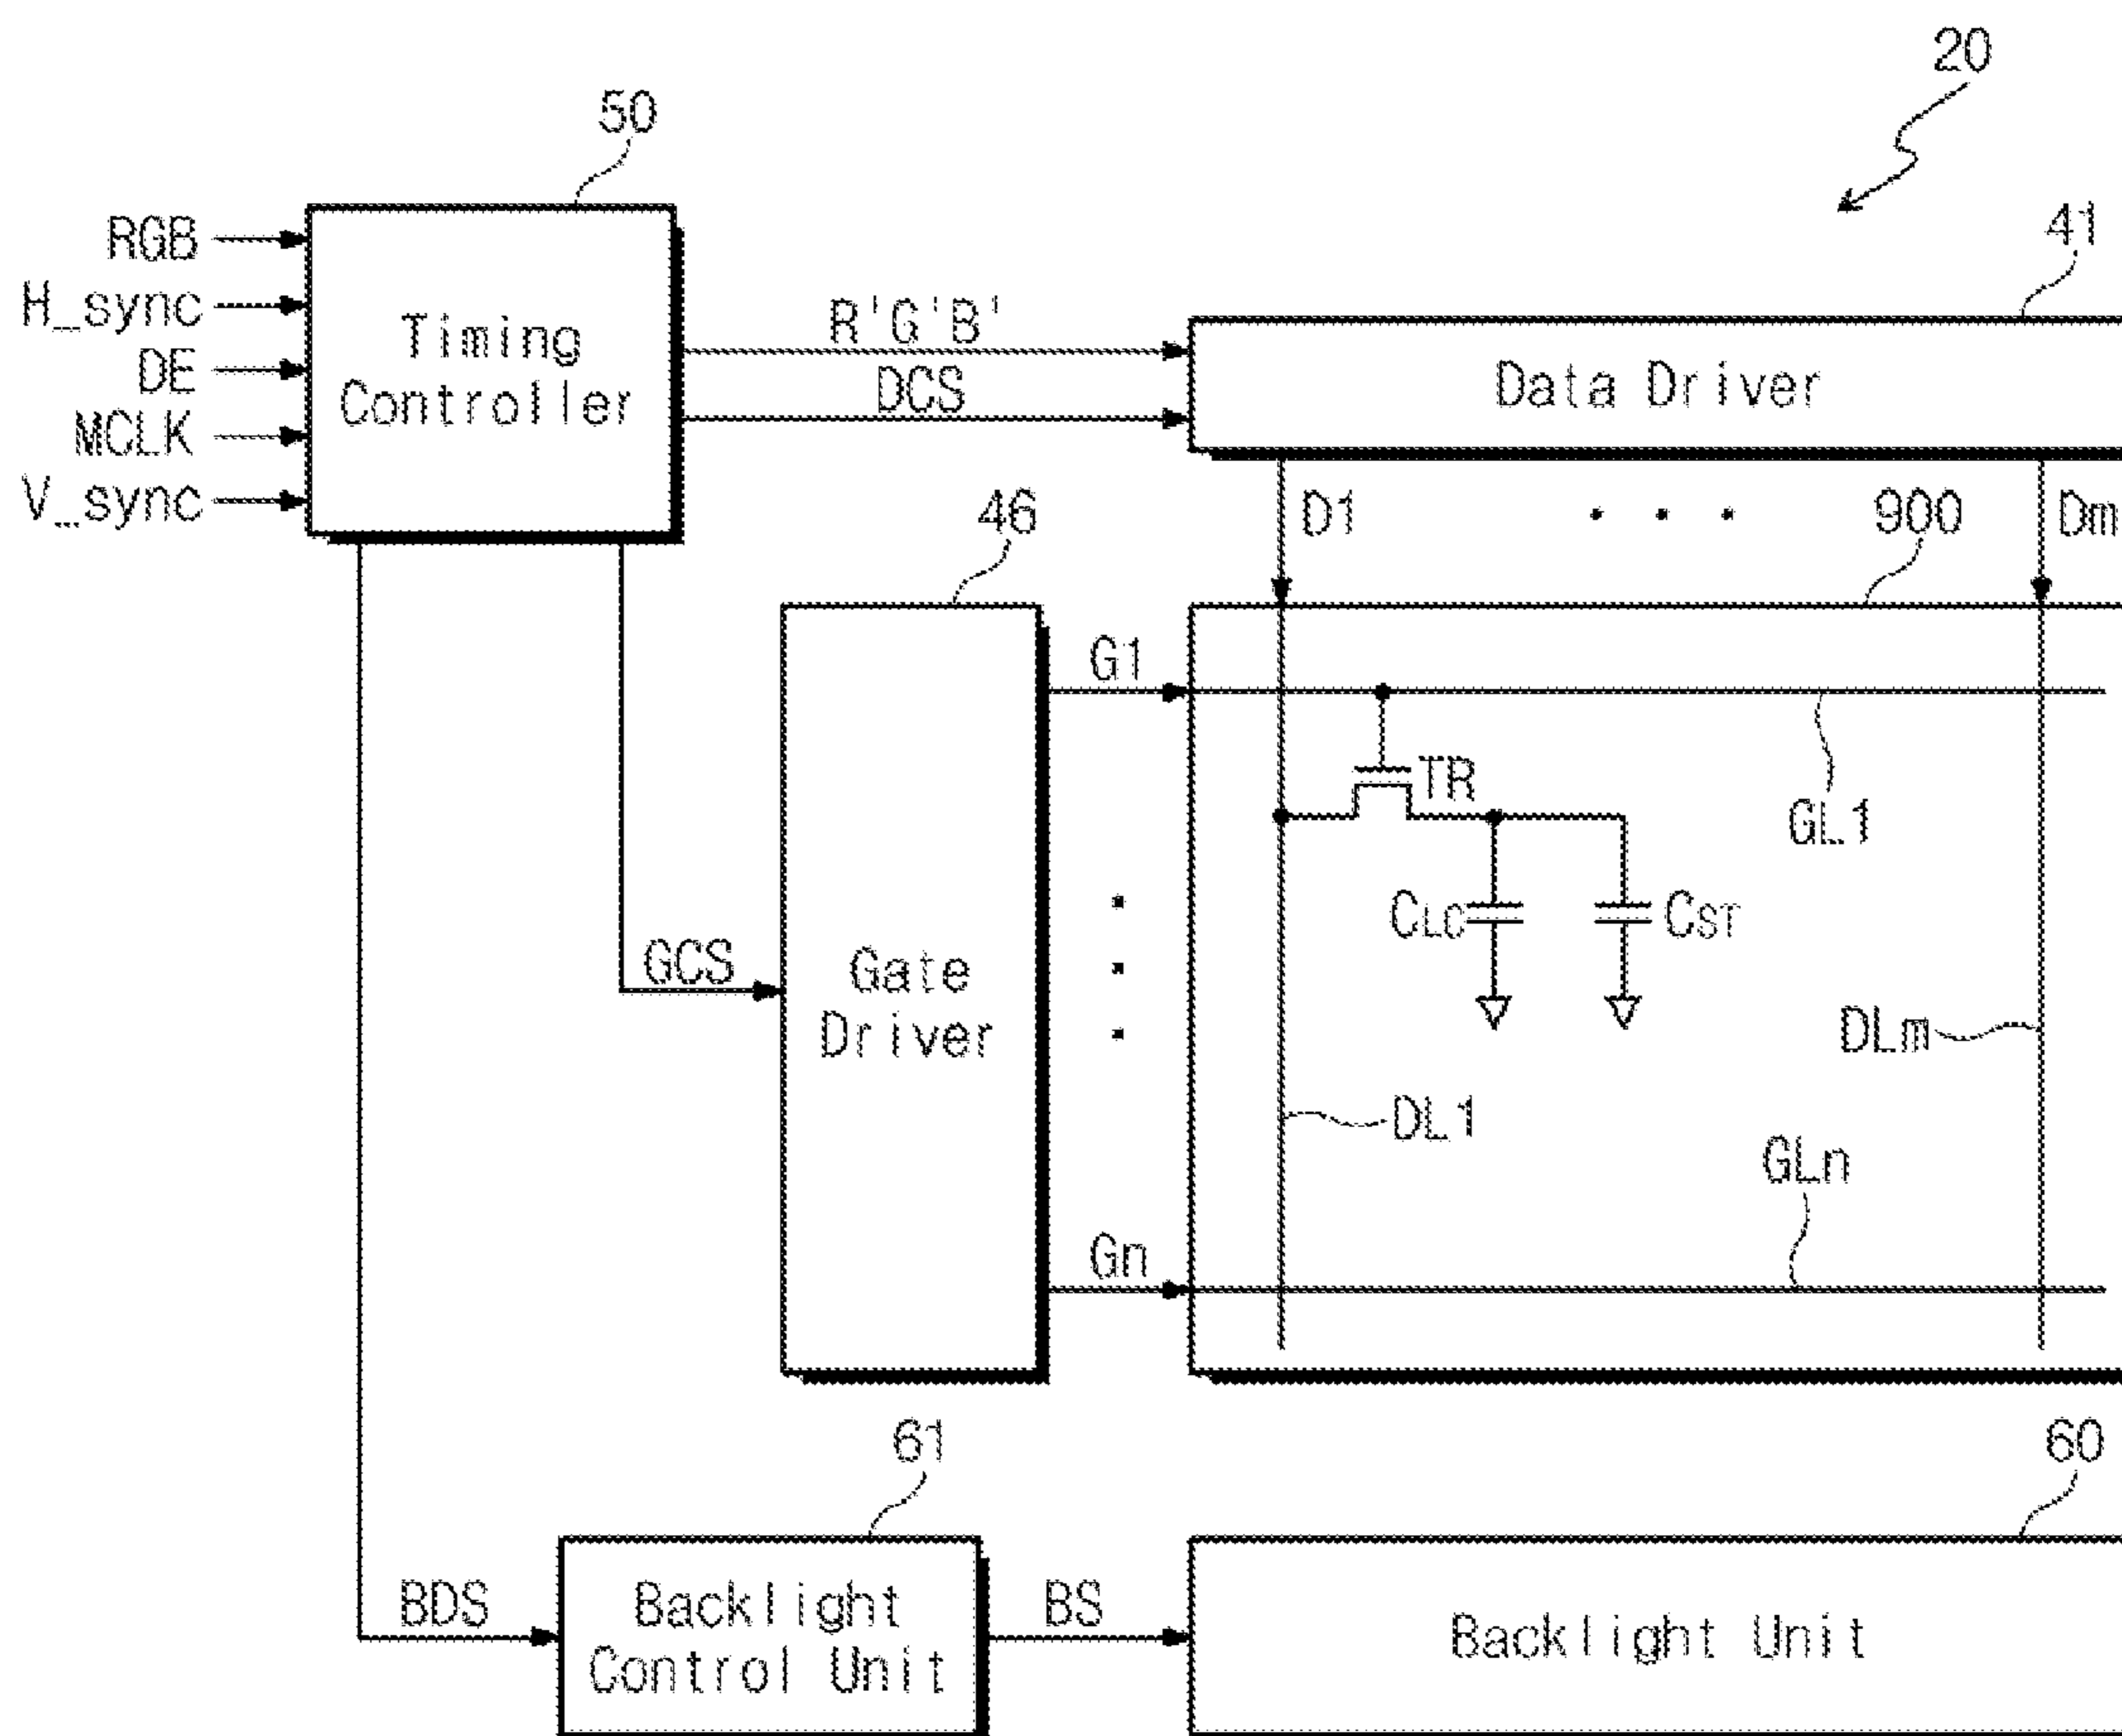 20
50
RGB
H_sync
DE
MCLK
V_sync
Timing
Controller
R'G'B'
DCS
41
Data Driver
46
D1
. . .
900
Dm
G1
TR
GL1
CLC
CST
GCS
Gate
Driver
DLm
DL1
GLn
Gn
61
60
BDS
Backlight
Control Unit
BS
Backlight Unit